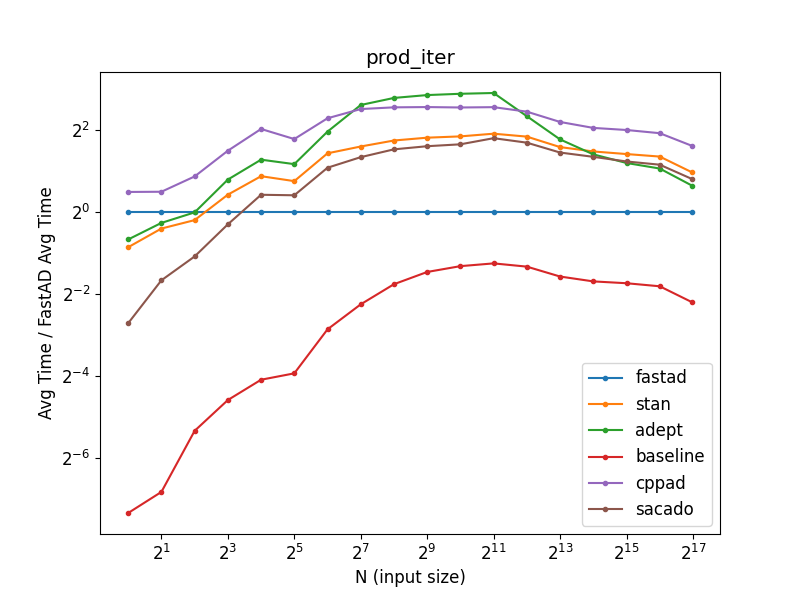 prod_iter
Avg Time / FastAD Avg Time
2^2
2^0
2^-2
2^-4
2^-6
fastad
stan
adept
baseline
cppad
sacado
2^1 2^3 2^5 2^7 2^9 2^11 2^13 2^15 2^17
N (input size)